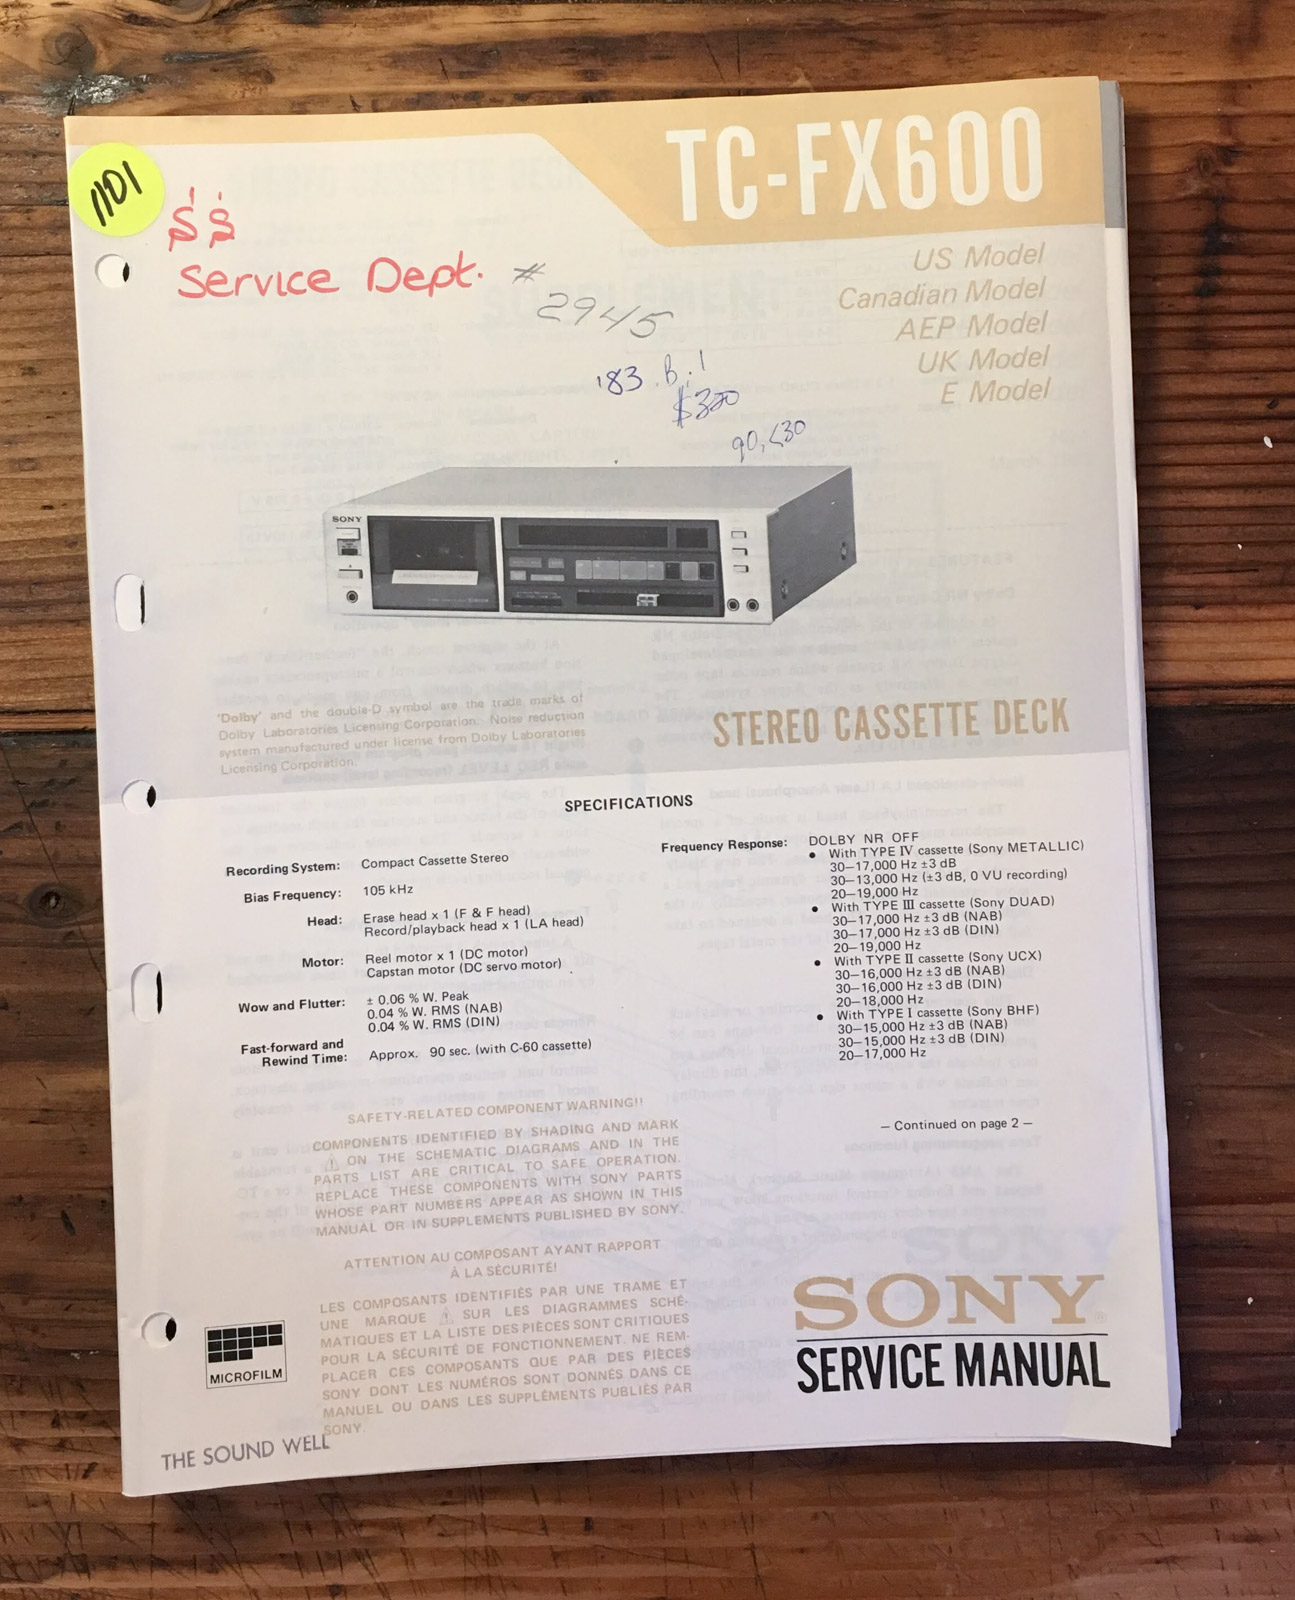 TC-FX600
1101
S S
Service Dept. #
2945
'83 .B.1
US Model
Canadian Model
AEP Model
UK Model
E Model
SONY
"Dolby" and the double-D symbol are the trade marks of
Dolby Laboratories Licensing Corporation. Noise reduction
system manufactured under license from Dolby Laboratories
Licensing Corporation.
STEREO CASSETTE DECK
SPECIFICATIONS
Recording System: Compact Cassette Stereo
Bias Frequency: 105 kHz
Head: Erase head x 1 (F & F head)
Record/playback head x 1 (LA head)
Motor: Reel motor x 1 (DC motor)
Capstan motor (DC servo motor)
Wow and Flutter: ± 0.06 % W. Peak
0.04 % W. RMS (NAB)
0.04 % W. RMS (DIN)
Fast-forward and
Rewind Time: Approx. 90 sec. (with C-60 cassette)
Frequency Response: DOLBY NR OFF
• With TYPE IV cassette (Sony METALLIC)
30–17,000 Hz ±3 dB
30–13,000 Hz (±3 dB, 0 VU recording)
20–19,000 Hz
• With TYPE III cassette (Sony DUAD)
30–17,000 Hz ±3 dB (NAB)
30–17,000 Hz ±3 dB (DIN)
20–19,000 Hz
• With TYPE II cassette (Sony UCX)
30–16,000 Hz ±3 dB (NAB)
30–16,000 Hz ±3 dB (DIN)
20–18,000 Hz
• With TYPE I cassette (Sony BHF)
30–15,000 Hz ±3 dB (NAB)
30–15,000 Hz ±3 dB (DIN)
20–17,000 Hz
– Continued on page 2 –
SAFETY-RELATED COMPONENT WARNING!!
COMPONENTS IDENTIFIED BY SHADING AND MARK
⚠ ON THE SCHEMATIC DIAGRAMS AND IN THE
PARTS LIST ARE CRITICAL TO SAFE OPERATION.
REPLACE THESE COMPONENTS WITH SONY PARTS
WHOSE PART NUMBERS APPEAR AS SHOWN IN THIS
MANUAL OR IN SUPPLEMENTS PUBLISHED BY SONY.
ATTENTION AU COMPOSANT AYANT RAPPORT
À LA SÉCURITÉ!
LES COMPOSANTS IDENTIFIÉS PAR UNE TRAME ET
UNE MARQUE ⚠ SUR LES DIAGRAMMES SCHÉ-
MATIQUES ET LA LISTE DES PIÈCES SONT CRITIQUES
POUR LA SÉCURITÉ DE FONCTIONNEMENT. NE REM-
PLACER CES COMPOSANTS QUE PAR DES PIÈCES
SONY DONT LES NUMÉROS SONT DONNÉS DANS CE
MANUEL OU DANS LES SUPPLÉMENTS PUBLIÉS PAR
SONY.
MICROFILM
THE SOUND WELL
SONY®
SERVICE MANUAL